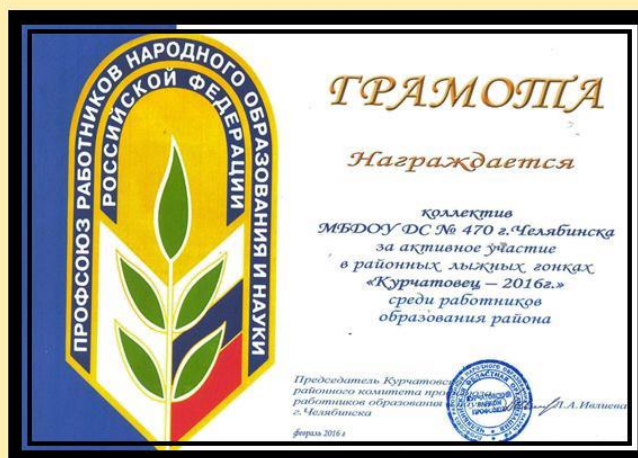 ПРОФСОЮЗ РАБОТНИКОВ НАРОДНОГО ОБРАЗОВАНИЯ И НАУКИ
РОССИЙСКОЙ ФЕДЕРАЦИИ
ГРАМОТА
Награждается
коллектив
МБДОУ ДС № 470 г.Челябинска
за активное участие
в районных лыжных гонках
«Курчатовец – 2016г.»
среди работников
образования района
Председатель Курчатовс
районного комитета про
работников образования
г.Челябинска
Л.А.Ивлиева
февраль 2016 г